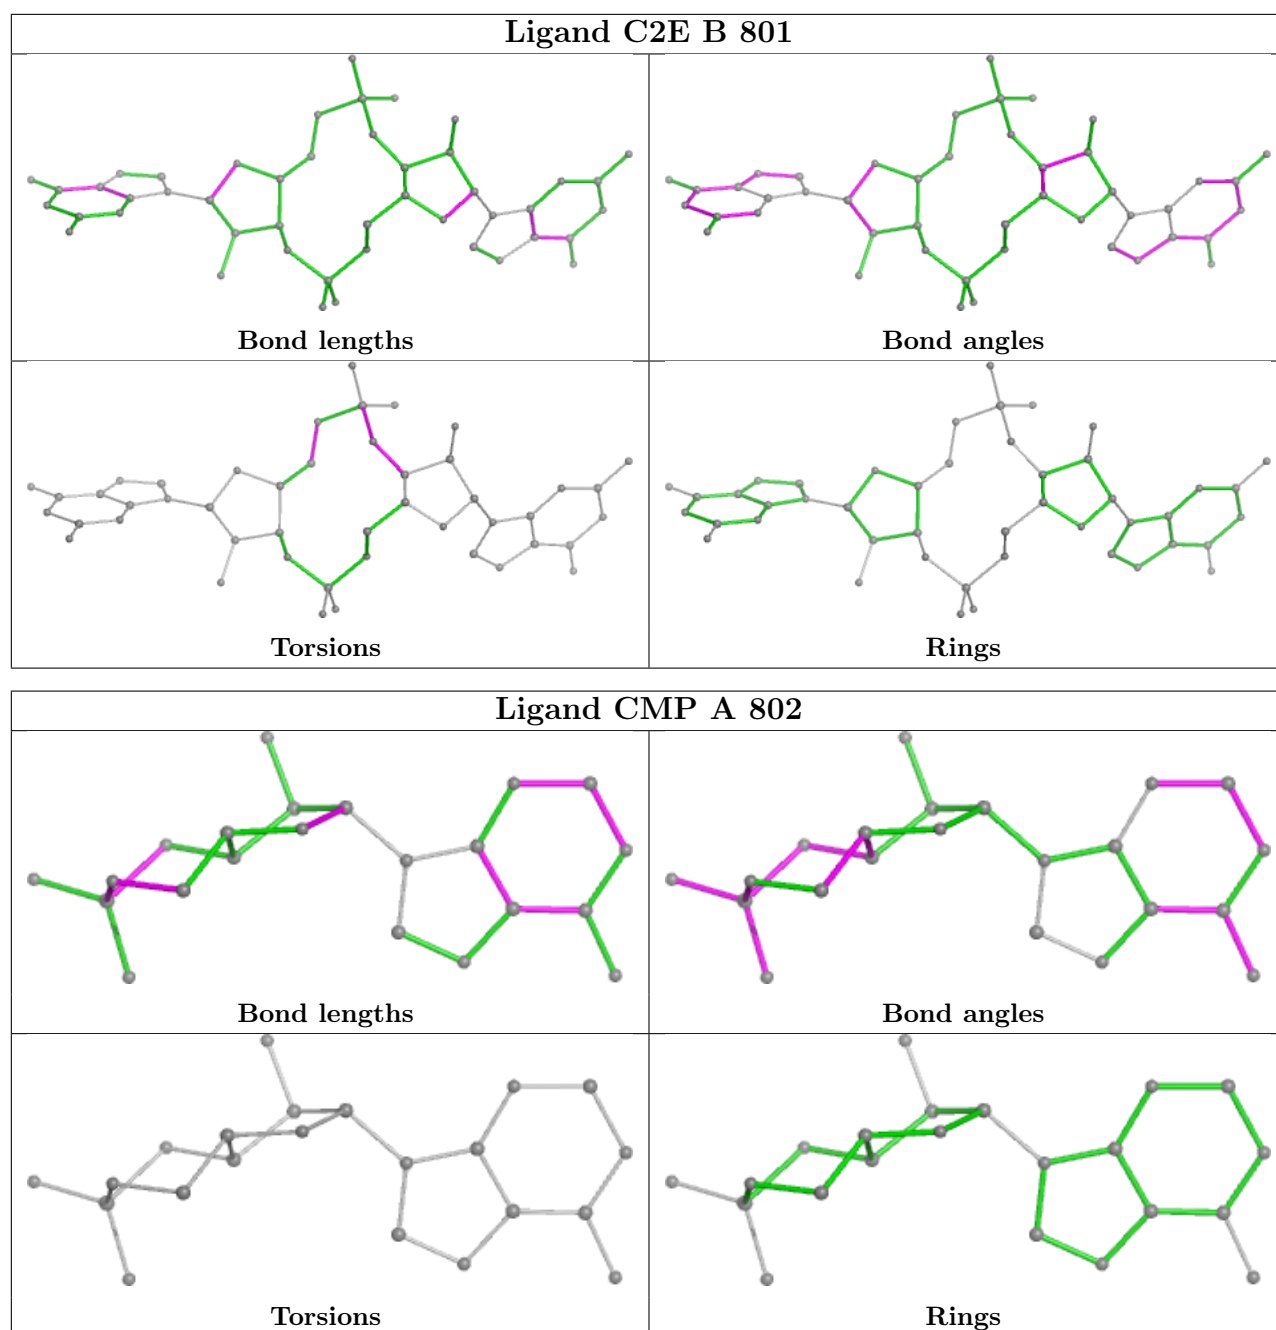 Ligand C2E B 801
Bond lengths
Bond angles
Torsions
Rings
Ligand CMP A 802
Bond lengths
Bond angles
Torsions
Rings